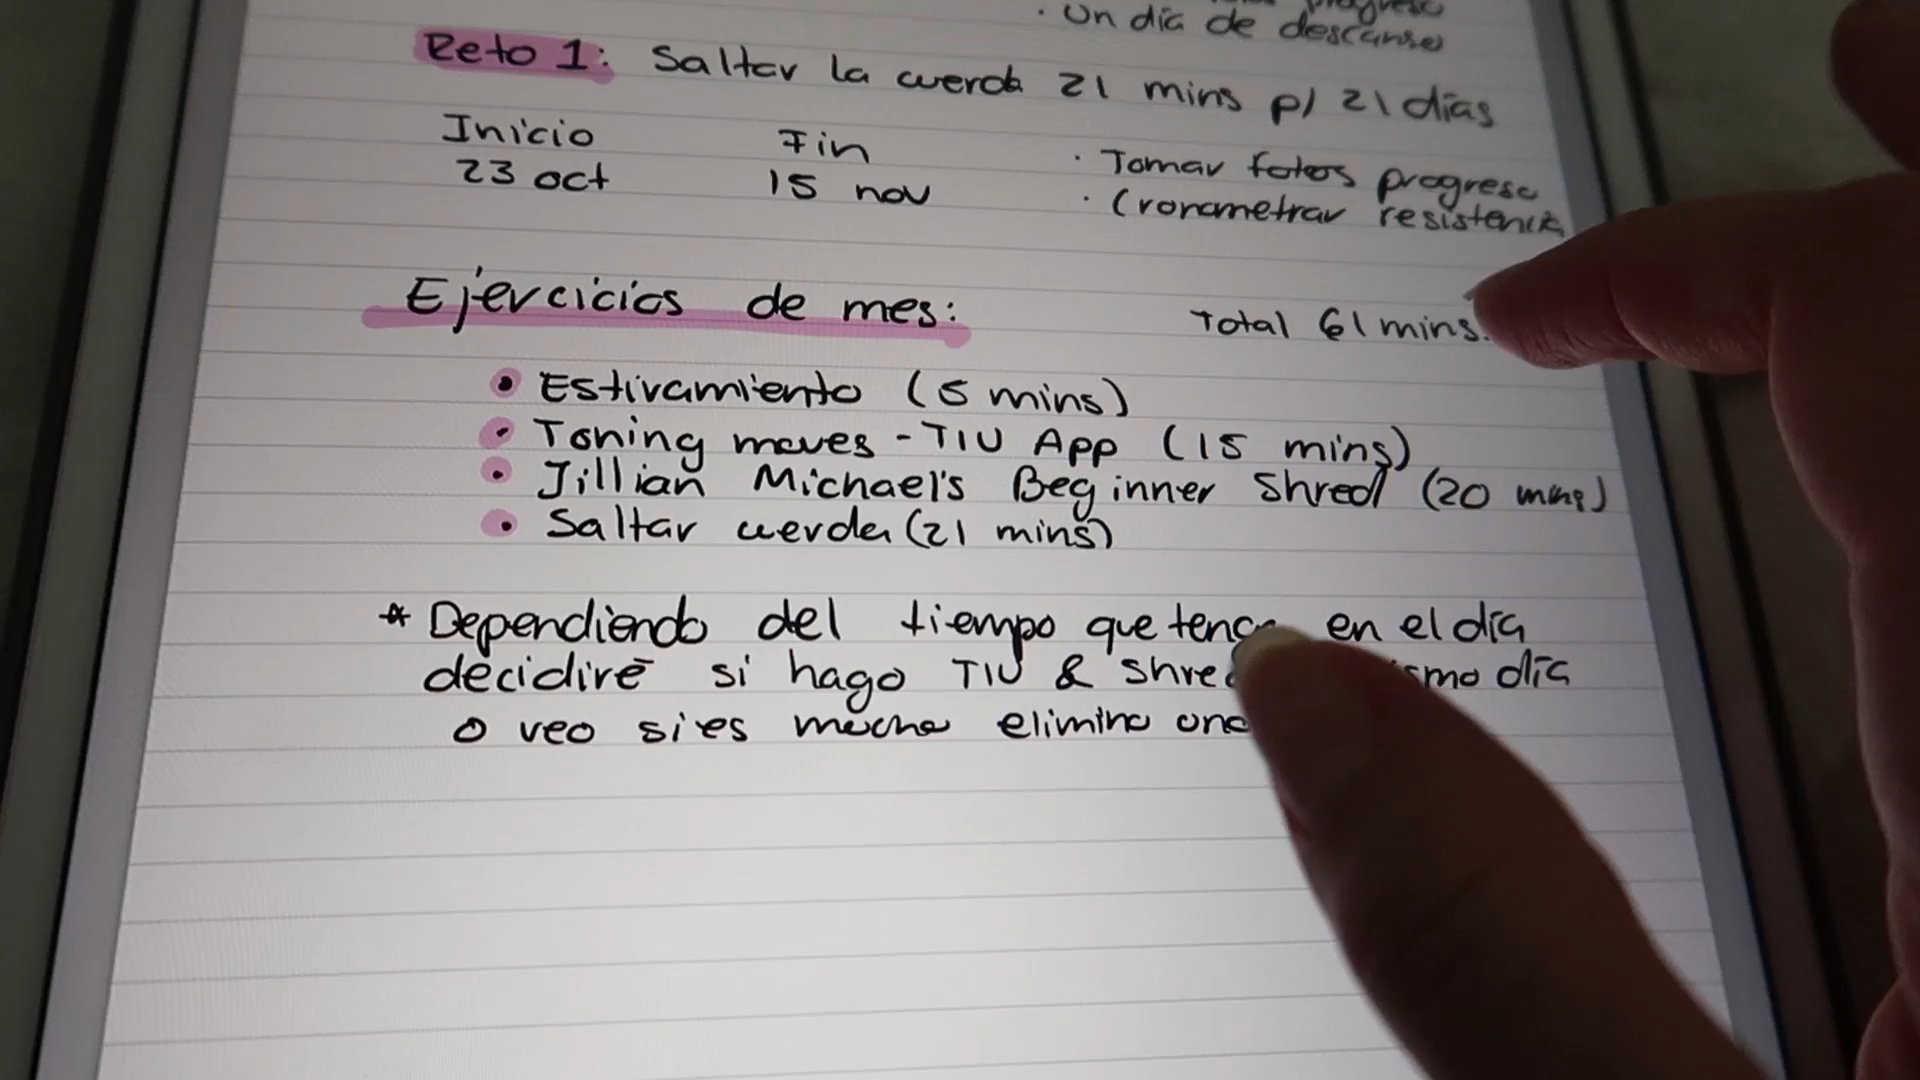 progreso
· Un día de descanso
Reto 1: Saltar la cuerda 21 mins p/ 21 días
Inicio Fin
23 oct 15 nov
· Tomar fotos progreso
· Cronometrar resistencia
Ejercicios de mes: Total 61 mins.
• Estiramiento (5 mins)
• Toning moves - TIU App (15 mins)
• Jillian Michael's Beginner Shred (20 mins)
• Saltar cuerda (21 mins)
* Dependiendo del tiempo que en el día
decidiré si hago TIU & día
o veo si es mucho elimino